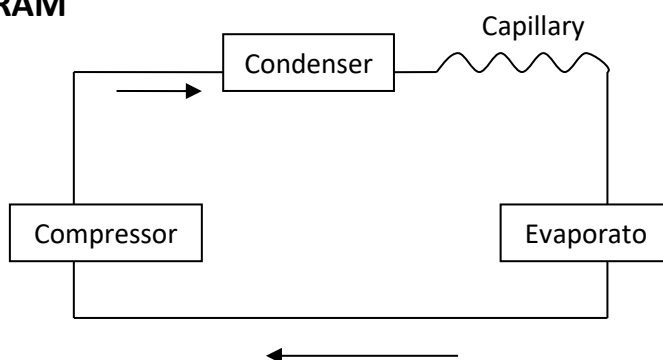 RAM
Capillary
Condenser
Compressor
Evaporato